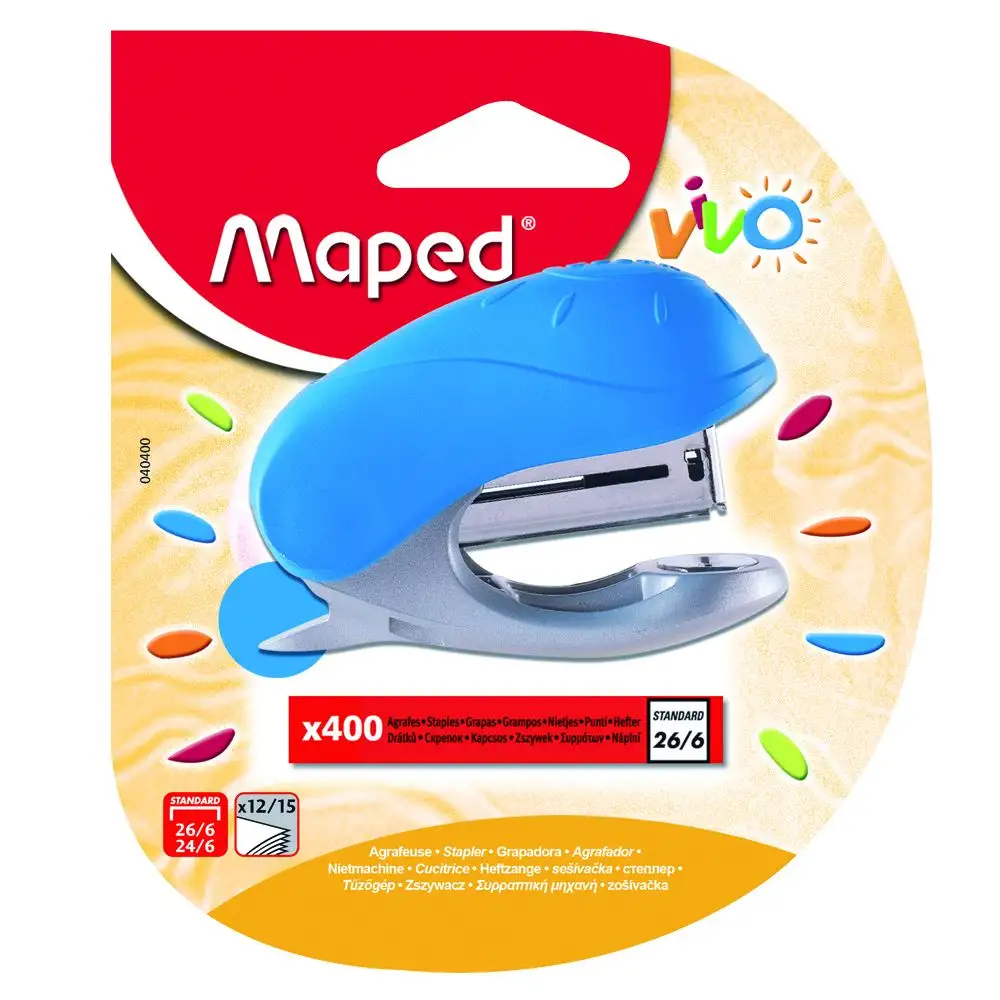 Maped®
vivo
040400
x400
Agrafes • Staples • Grapas • Grampos • Nietjes • Punti • Hefter
Drátků • Скрепок • Kapcsos • Zszywek • Συρμάτων • Náplní
STANDARD
26/6
STANDARD
26/6
24/6
x12/15
Agrafeuse • Stapler • Grapadora • Agrafador •
Nietmachine • Cucitrice • Heftzange • sešívačka • степлер •
Tűzőgép • Zszywacz • Συρραπτική μηχανή • zošívačka